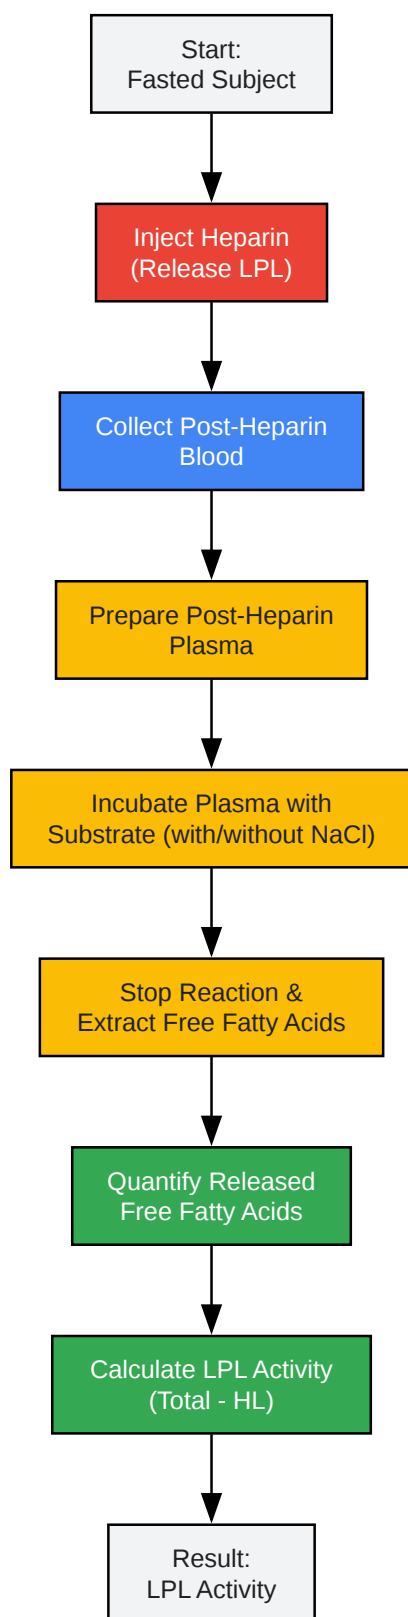 Start:
Fasted Subject
Inject Heparin
(Release LPL)
Collect Post-Heparin
Blood
Prepare Post-Heparin
Plasma
Incubate Plasma with
Substrate (with/without NaCl)
Stop Reaction &
Extract Free Fatty Acids
Quantify Released
Free Fatty Acids
Calculate LPL Activity
(Total - HL)
Result:
LPL Activity